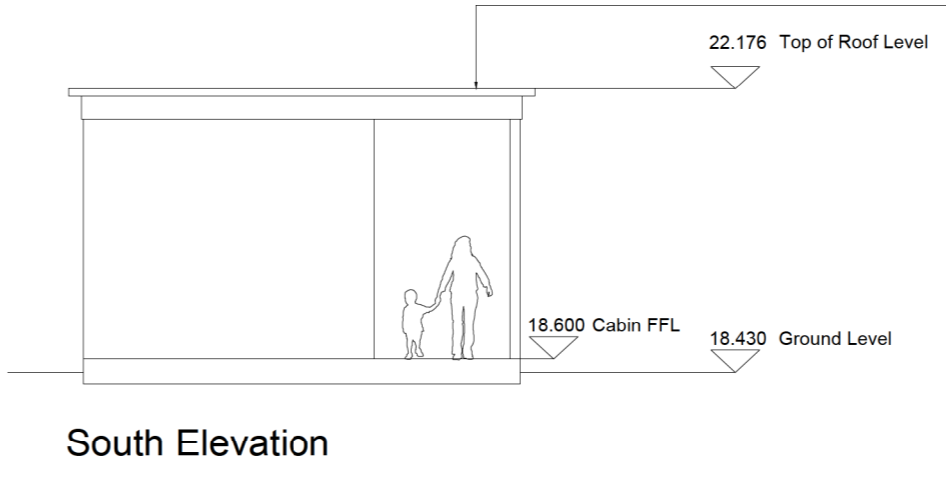 22.176 Top of Roof Level
18.600 Cabin FFL
18.430 Ground Level
South Elevation